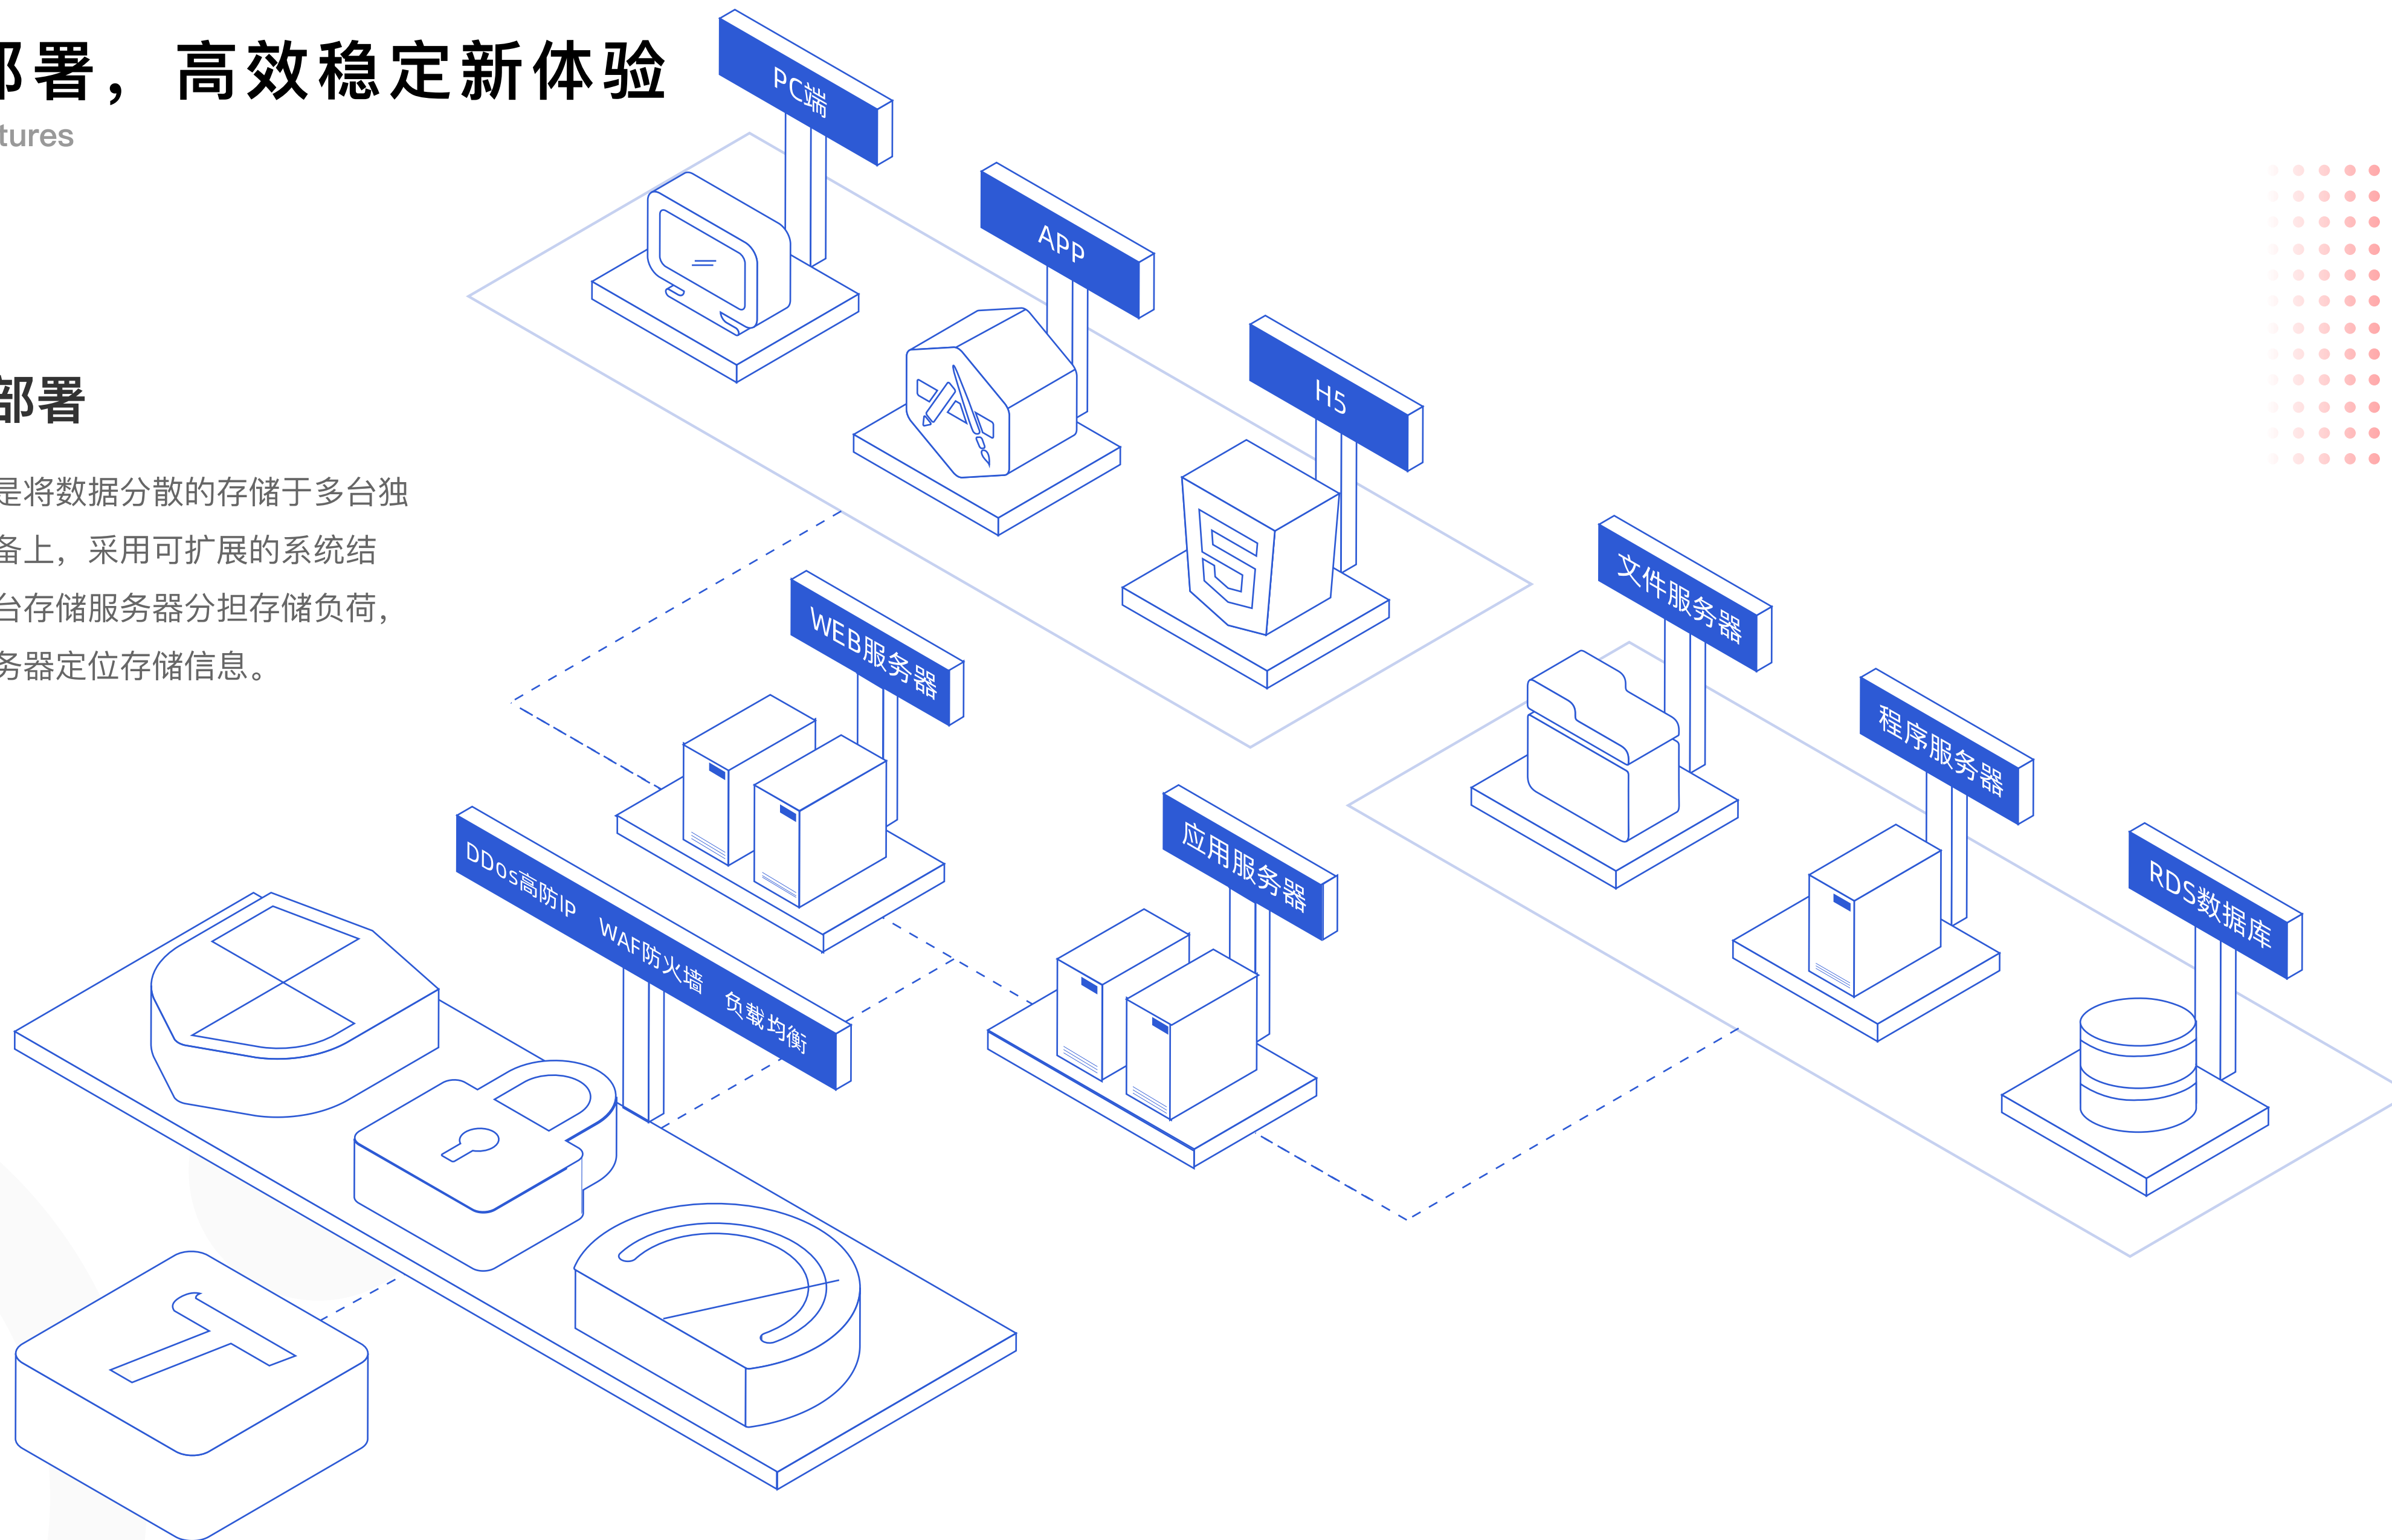 部署，高效稳定新体验
tures
部署
是将数据分散的存储于多台独
备上，采用可扩展的系统结
台存储服务器分担存储负荷，
务器定位存储信息。
PC端
APP
H5
WEB服务器
文件服务器
程序服务器
RDS数据库
应用服务器
DDos高防IP WAF防火墙 负载均衡